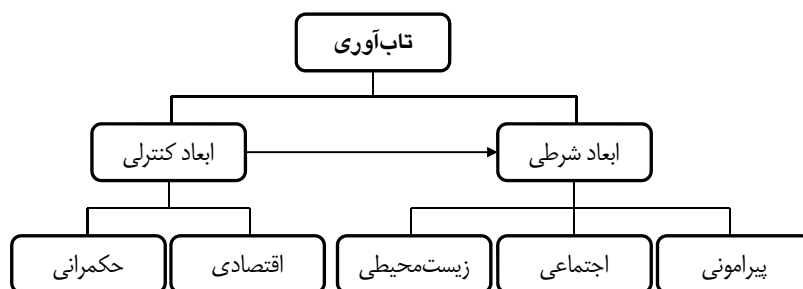 تاب‌آوری
ابعاد شرطی
ابعاد کنترلی
پیرامونی
اجتماعی
زیست‌محیطی
اقتصادی
حکمرانی